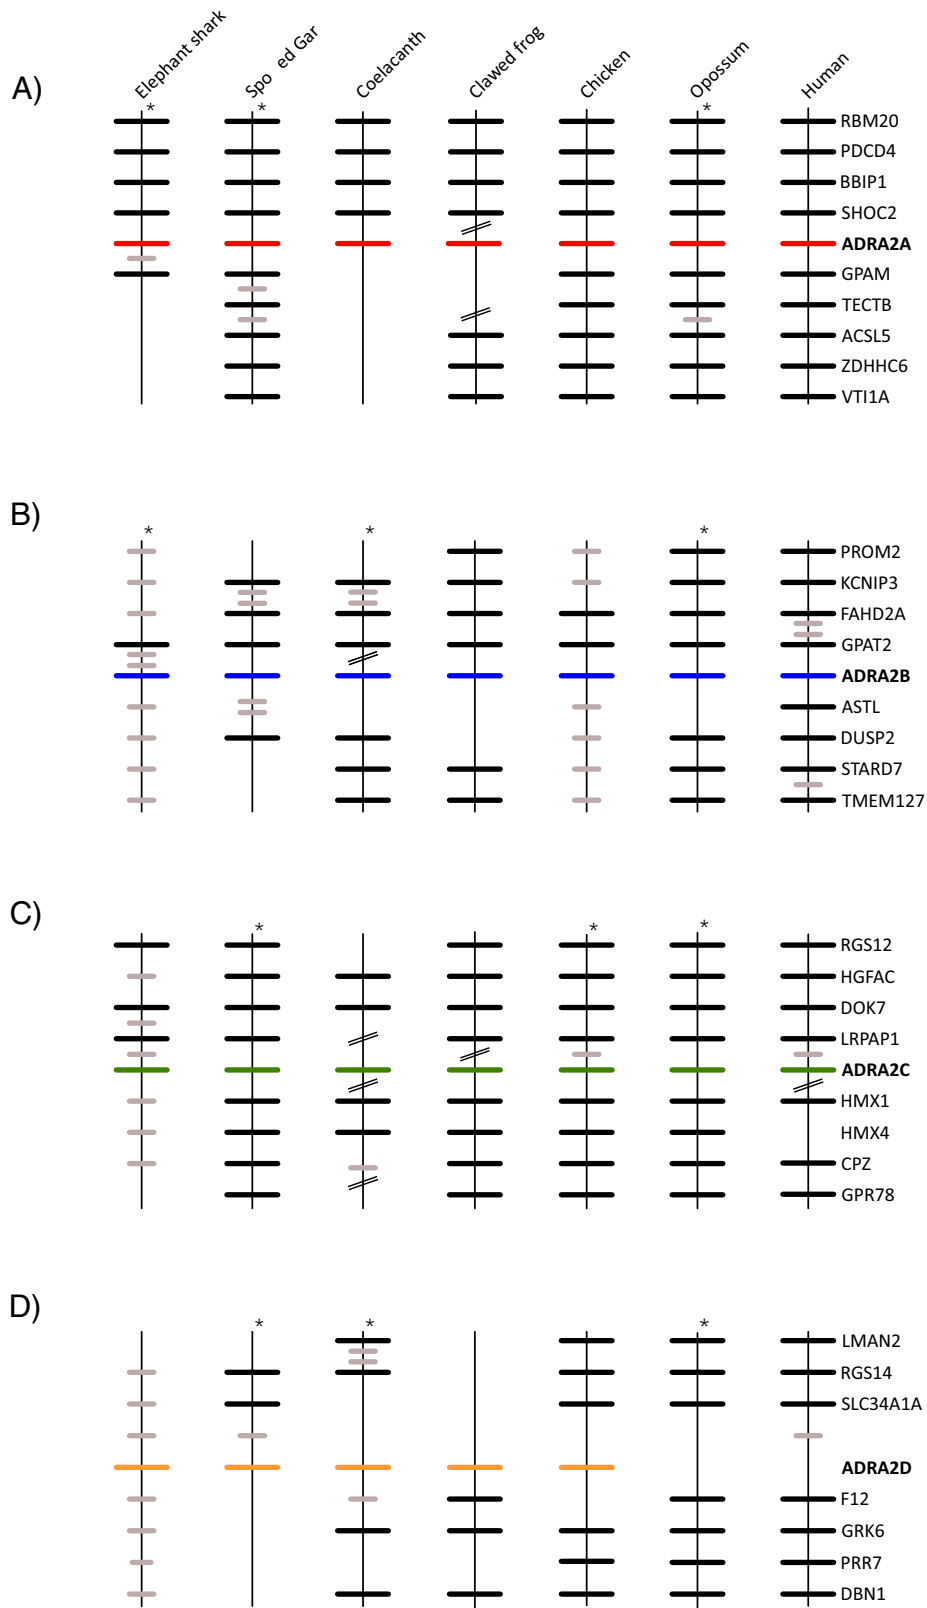 Elephant shark
Spo ed Gar
Coelacanth
Clawed frog
Chicken
Opossum
Human
A)
* * *
RBM20
PDCD4
BBIP1
SHOC2
ADRA2A
GPAM
TECTB
ACSL5
ZDHHC6
VTI1A
B)
* * *
PROM2
KCNIP3
FAHD2A
GPAT2
ADRA2B
ASTL
DUSP2
STARD7
TMEM127
C)
* * *
RGS12
HGFAC
DOK7
LRPAP1
ADRA2C
HMX1
HMX4
CPZ
GPR78
D)
* * *
LMAN2
RGS14
SLC34A1A
ADRA2D
F12
GRK6
PRR7
DBN1